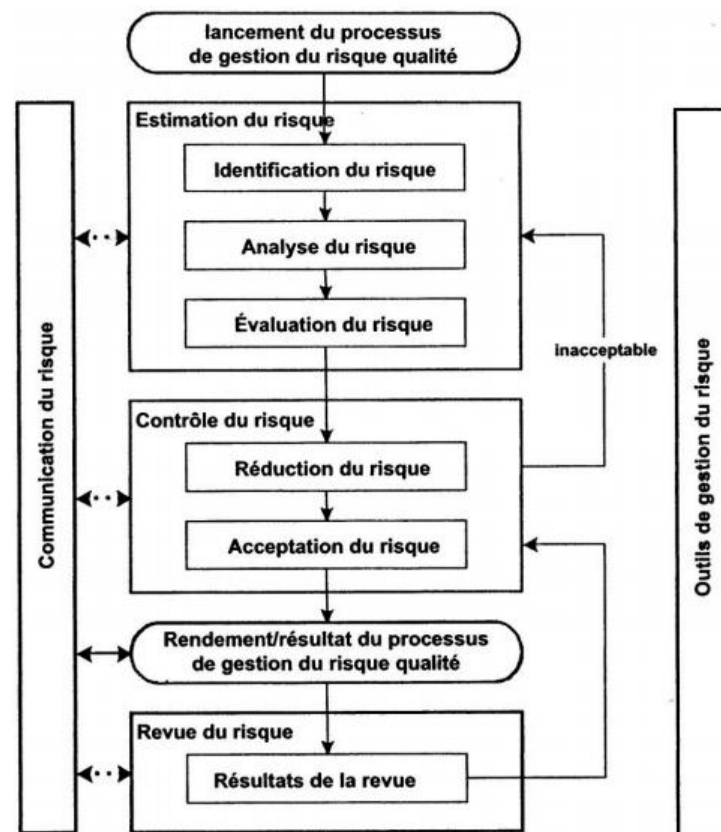 lancement du processus
de gestion du risque qualité
Estimation du risque
Identification du risque
Analyse du risque
Évaluation du risque
inacceptable
Contrôle du risque
Réduction du risque
Acceptation du risque
Rendement/résultat du processus
de gestion du risque qualité
Revue du risque
Résultats de la revue
Communication du risque
Outils de gestion du risque